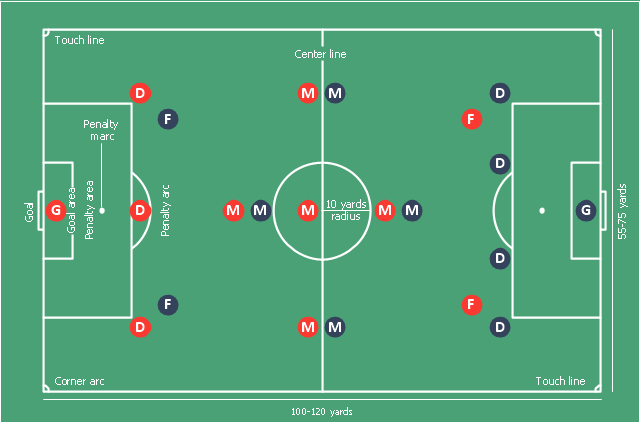 Touch line
Center line
D
M
M
D
F
F
Penalty
marc
D
Goal
G
Goal area
Penalty area
D
Penalty arc
M
M
M
10 yards
radius
M
M
G
55-75 yards
D
F
F
D
M
M
D
Corner arc
Touch line
100-120 yards